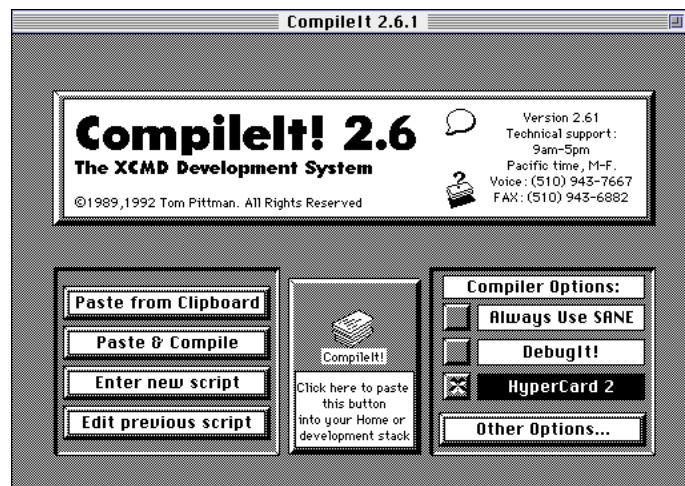 CompileIt 2.6.1
CompileIt! 2.6
The XCMD Development System
©1989,1992 Tom Pittman. All Rights Reserved
Version 2.61
Technical support:
9am-5pm
Pacific time, M-F.
Voice: (510) 943-7667
FAX: (510) 943-6882
Paste from Clipboard
Paste & Compile
Enter new script
Edit previous script
CompileIt!
Click here to paste
this button
into your Home or
development stack
Compiler Options:
Always Use SANE
DebugIt!
HyperCard 2
Other Options...